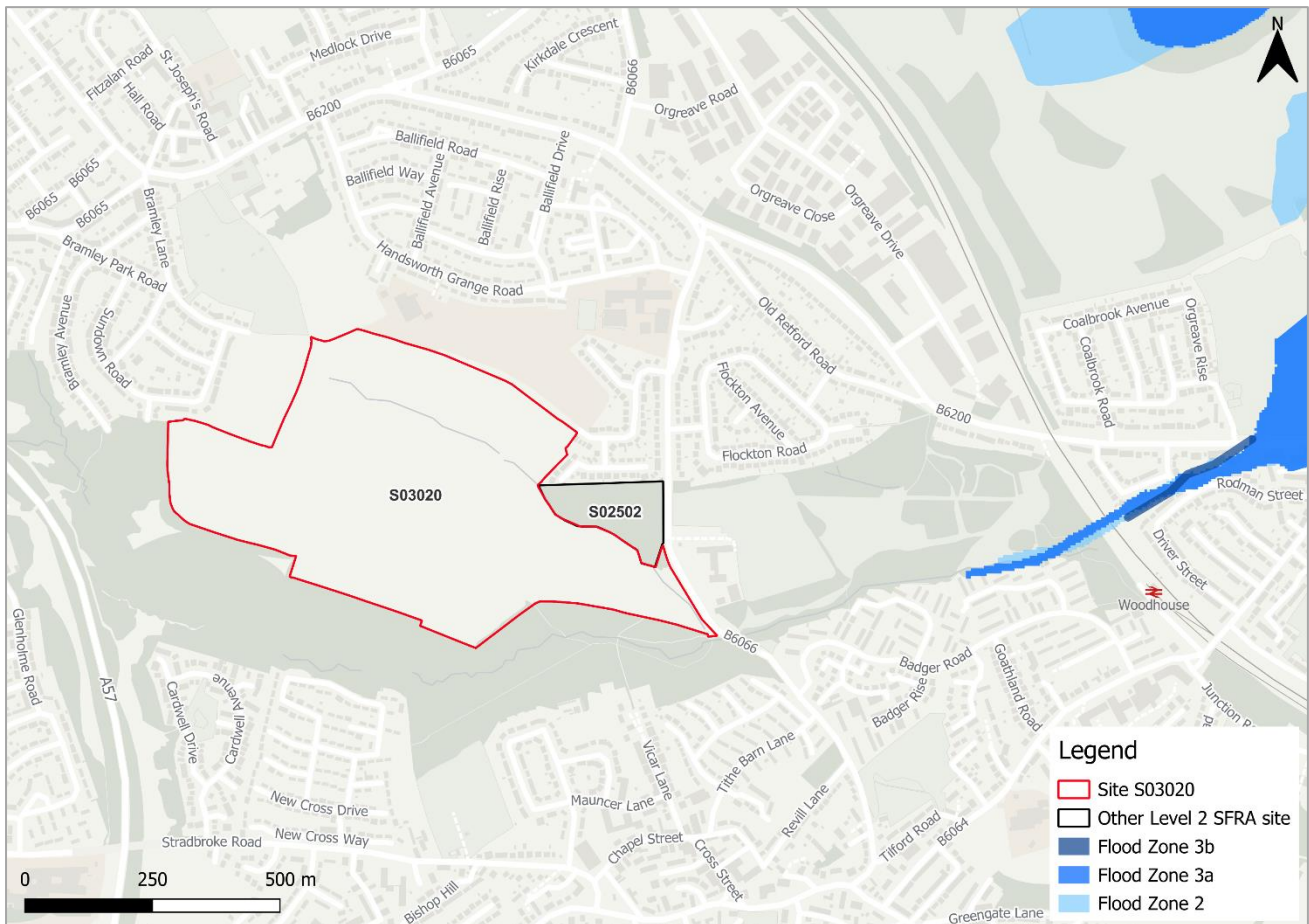 N
Medlock Drive
B6065
Kirkdale Crescent
B6066
Fitzalan Road
St Joseph's Road
Hall Road
B6200
Orgreave Road
Ballifield Road
Ballifield Way
Ballifield Avenue
Ballifield Rise
Ballifield Drive
Orgreave Close
Orgreave Drive
B6065
B6065
B6065
Bramley Lane
Bramley Park Road
Handsworth Grange Road
Bramley Avenue
Sundown Road
Old Retford Road
Coalbrook Avenue
Orgreave Rise
Coalbrook Road
Flockton Avenue
B6200
Flockton Road
S03020
S02502
Rodman Street
Driver Street
Woodhouse
Glenholme Road
A57
B6066
Badger Road
Badger Rise
Goathland Road
Junction R
Cardwell Drive
Cardwell Avenue
Vicar Lane
Tithe Barn Lane
Mauncer Lane
Revill Lane
New Cross Drive
New Cross Way
Stradbroke Road
Chapel Street
Cross Street
Tilford Road
B6064
Bishop Hill
Greengate Lane
0 250 500 m
Legend
Site S03020
Other Level 2 SFRA site
Flood Zone 3b
Flood Zone 3a
Flood Zone 2